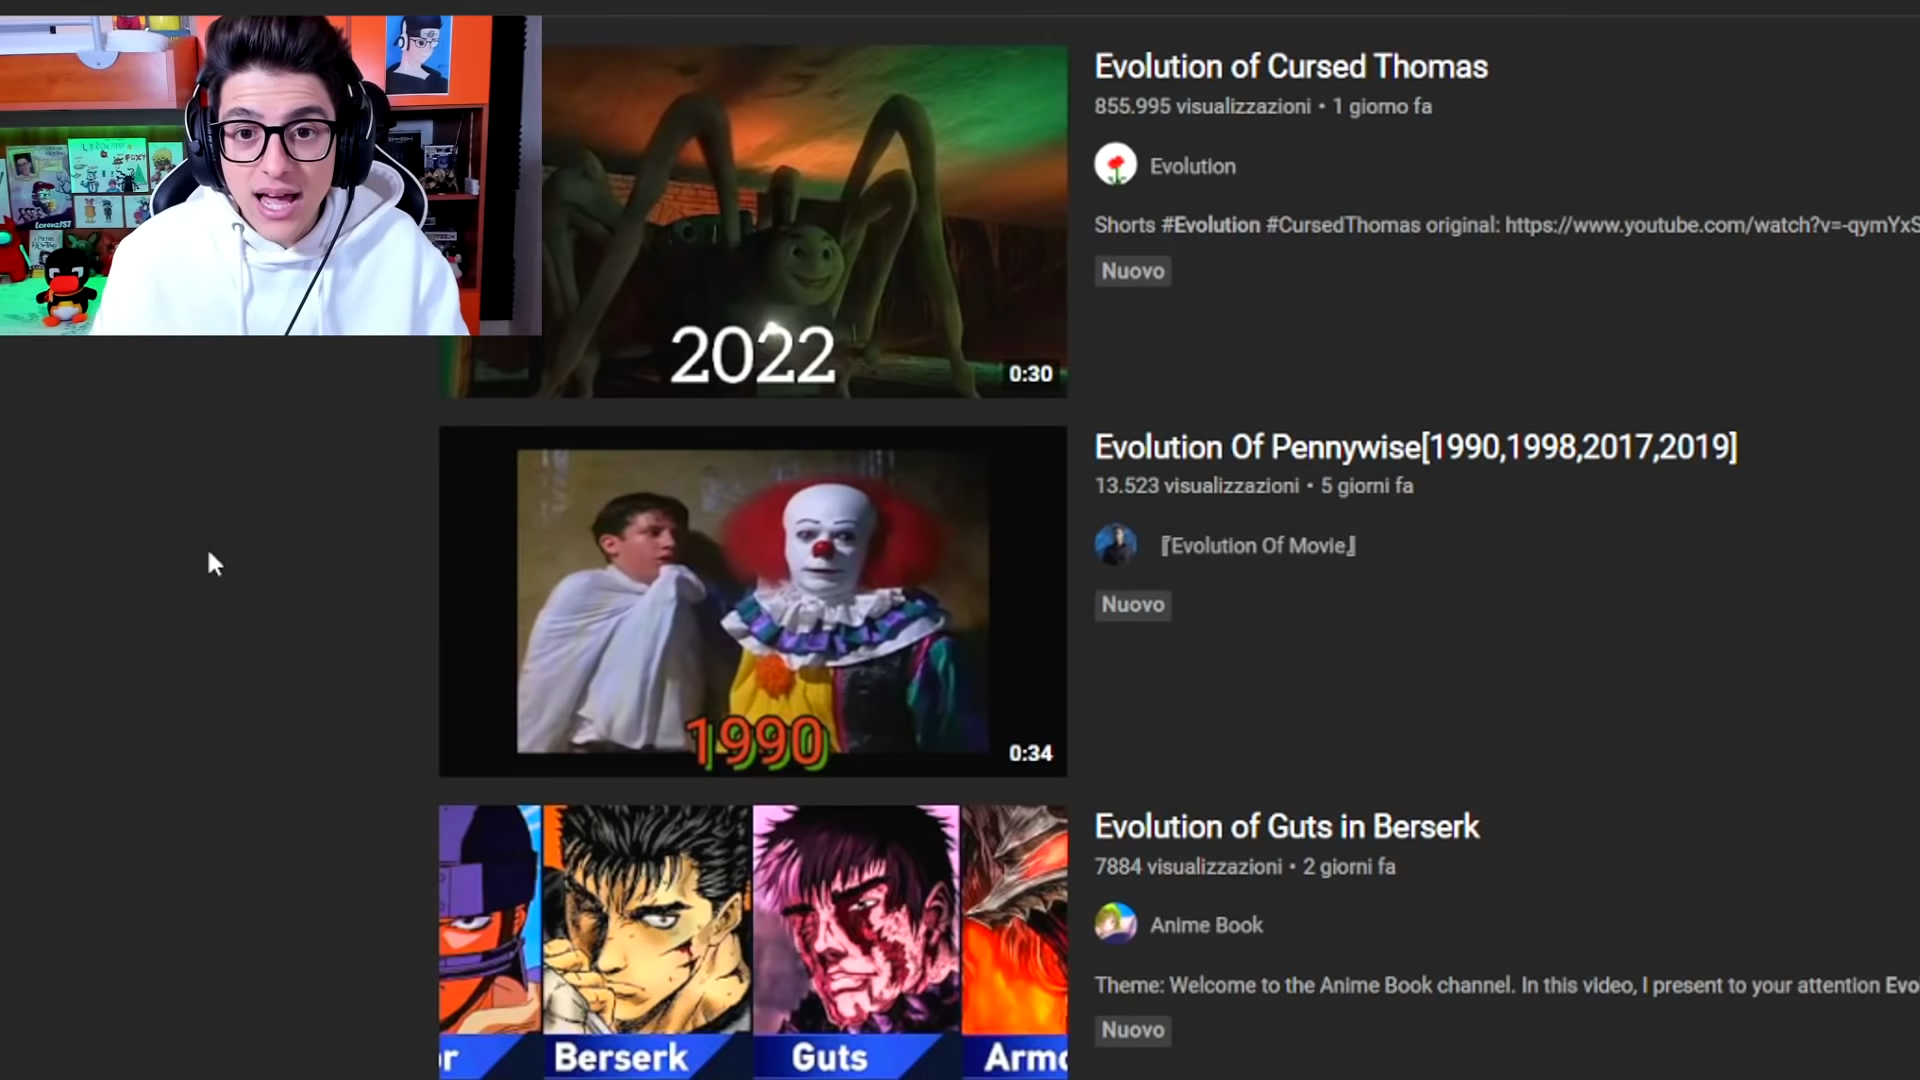 Evolution of Cursed Thomas
855.995 visualizzazioni • 1 giorno fa
Evolution
Shorts #Evolution #CursedThomas original: https://www.youtube.com/watch?v=-qymYxS
Nuovo
2022
0:30
Evolution Of Pennywise[1990,1998,2017,2019]
13.523 visualizzazioni • 5 giorni fa
『Evolution Of Movie』
Nuovo
1990
0:34
Evolution of Guts in Berserk
7884 visualizzazioni • 2 giorni fa
Anime Book
Theme: Welcome to the Anime Book channel. In this video, I present to your attention Evo
Nuovo
r Berserk Guts Armo
LorenzIST